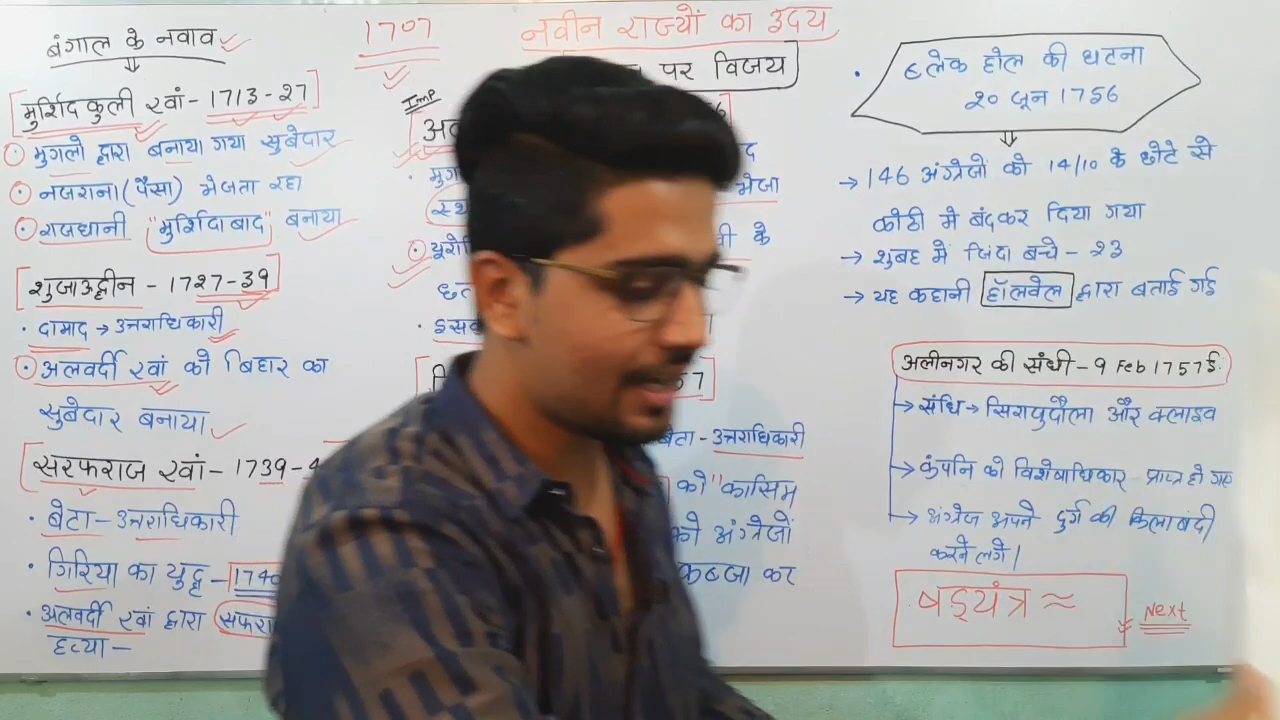 बंगाल के नवाब
मुर्शिद कुली खां - 1713-27
मुगलो द्वारा बनाया गया सुबेदार
नजराना (पैसा) भेजता रहा
राजधानी "मुर्शिदाबाद" बनाया
शुजाउद्दीन - 1727-39
दामाद → उत्तराधिकारी
अलवर्दी खां को बिहार का
सुबेदार बनाया
सरफराज खां - 1739-4
बेटा - उत्तराधिकारी
गिरिया का युद्ध - 1740
अलवर्दी खां द्वारा सफरा
हत्या -
1707
नवीन राज्यों का उदय
पर विजय
Imp
भेजा
के
7
बेटा - उत्तराधिकारी
को "कासिम
को अंग्रेजों
कब्जा कर
ब्लेक होल की घटना
20 जून 1756
→ 146 अंग्रेजो को 14/10 के छोटे से
कोठी मे बंदकर दिया गया
→ शुबह में जिंदा बच्चे - 23
→ यह कहानी हॉलवेल द्वारा बताई गई
अलीनगर की संधी - 9 Feb 1757 ई.
→ संधि → सिराजुद्दौला और क्लाइव
→ कंपनि को विशेषाधिकार प्राप्त हो गए
→ अंग्रेज अपने दुर्ग की किलाबंदी
करने लगे।
षड्यंत्र ≈
Next